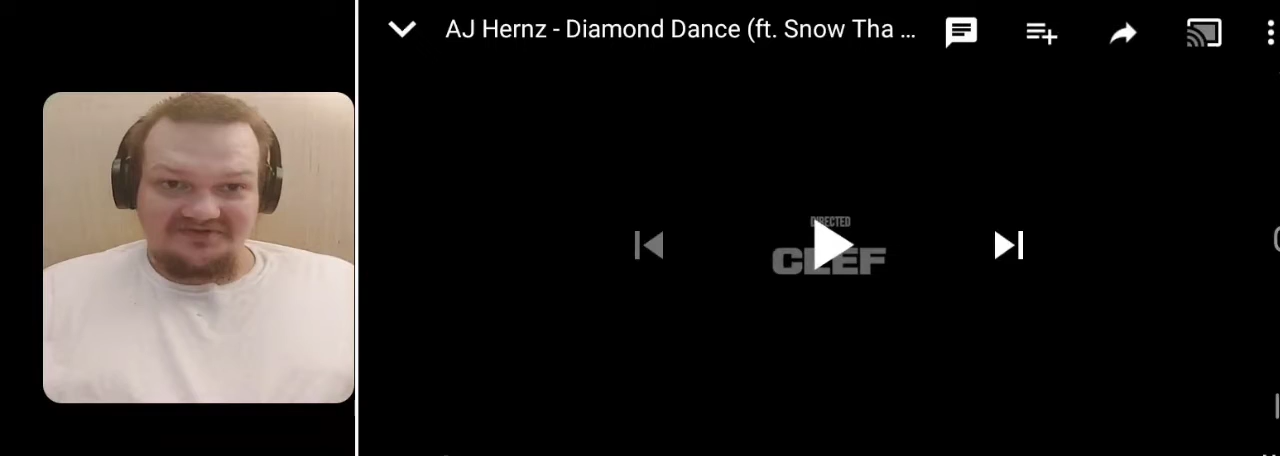 AJ Hernz - Diamond Dance (ft. Snow Tha ...
DIRECTED
CLEF